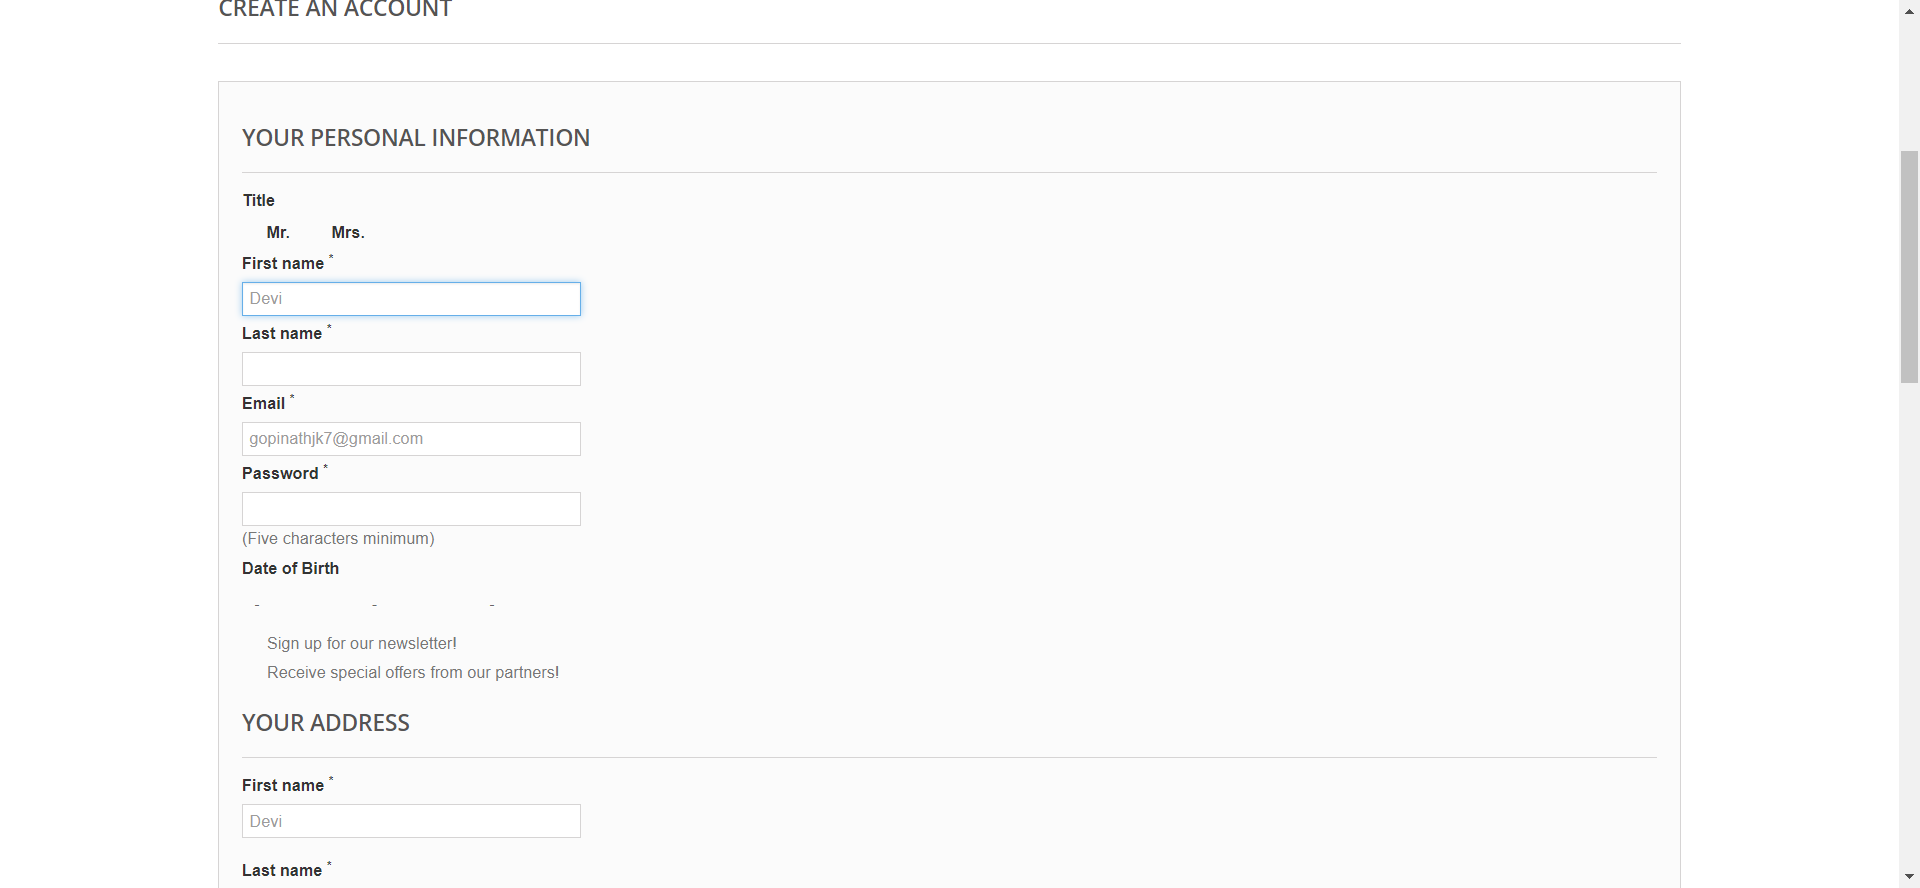 CREATE AN ACCOUNT
YOUR PERSONAL INFORMATION
Title
Mr. Mrs.
First name *
Devi
Last name *
Email *
gopinathjk7@gmail.com
Password *
(Five characters minimum)
Date of Birth
- - -
Sign up for our newsletter!
Receive special offers from our partners!
YOUR ADDRESS
First name *
Devi
Last name *